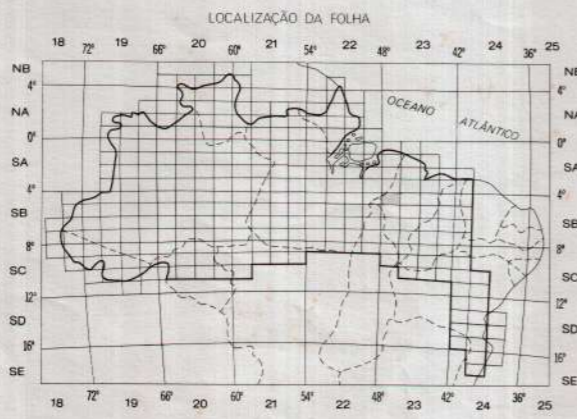 LOCALIZAÇÃO DA FOLHA
18 72° 19 66° 20 60° 21 54° 22 48° 23 42° 24 36° 25
NB NB
4° 4°
OCEANO ATLÂNTICO
NA NA
0° 0°
SA SA
4° 4°
SB SB
8° 8°
SC SC
12° 12°
SD SD
16° 16°
SE SE
18 72° 19 66° 20 60° 21 54° 22 48° 23 42° 24 36° 25